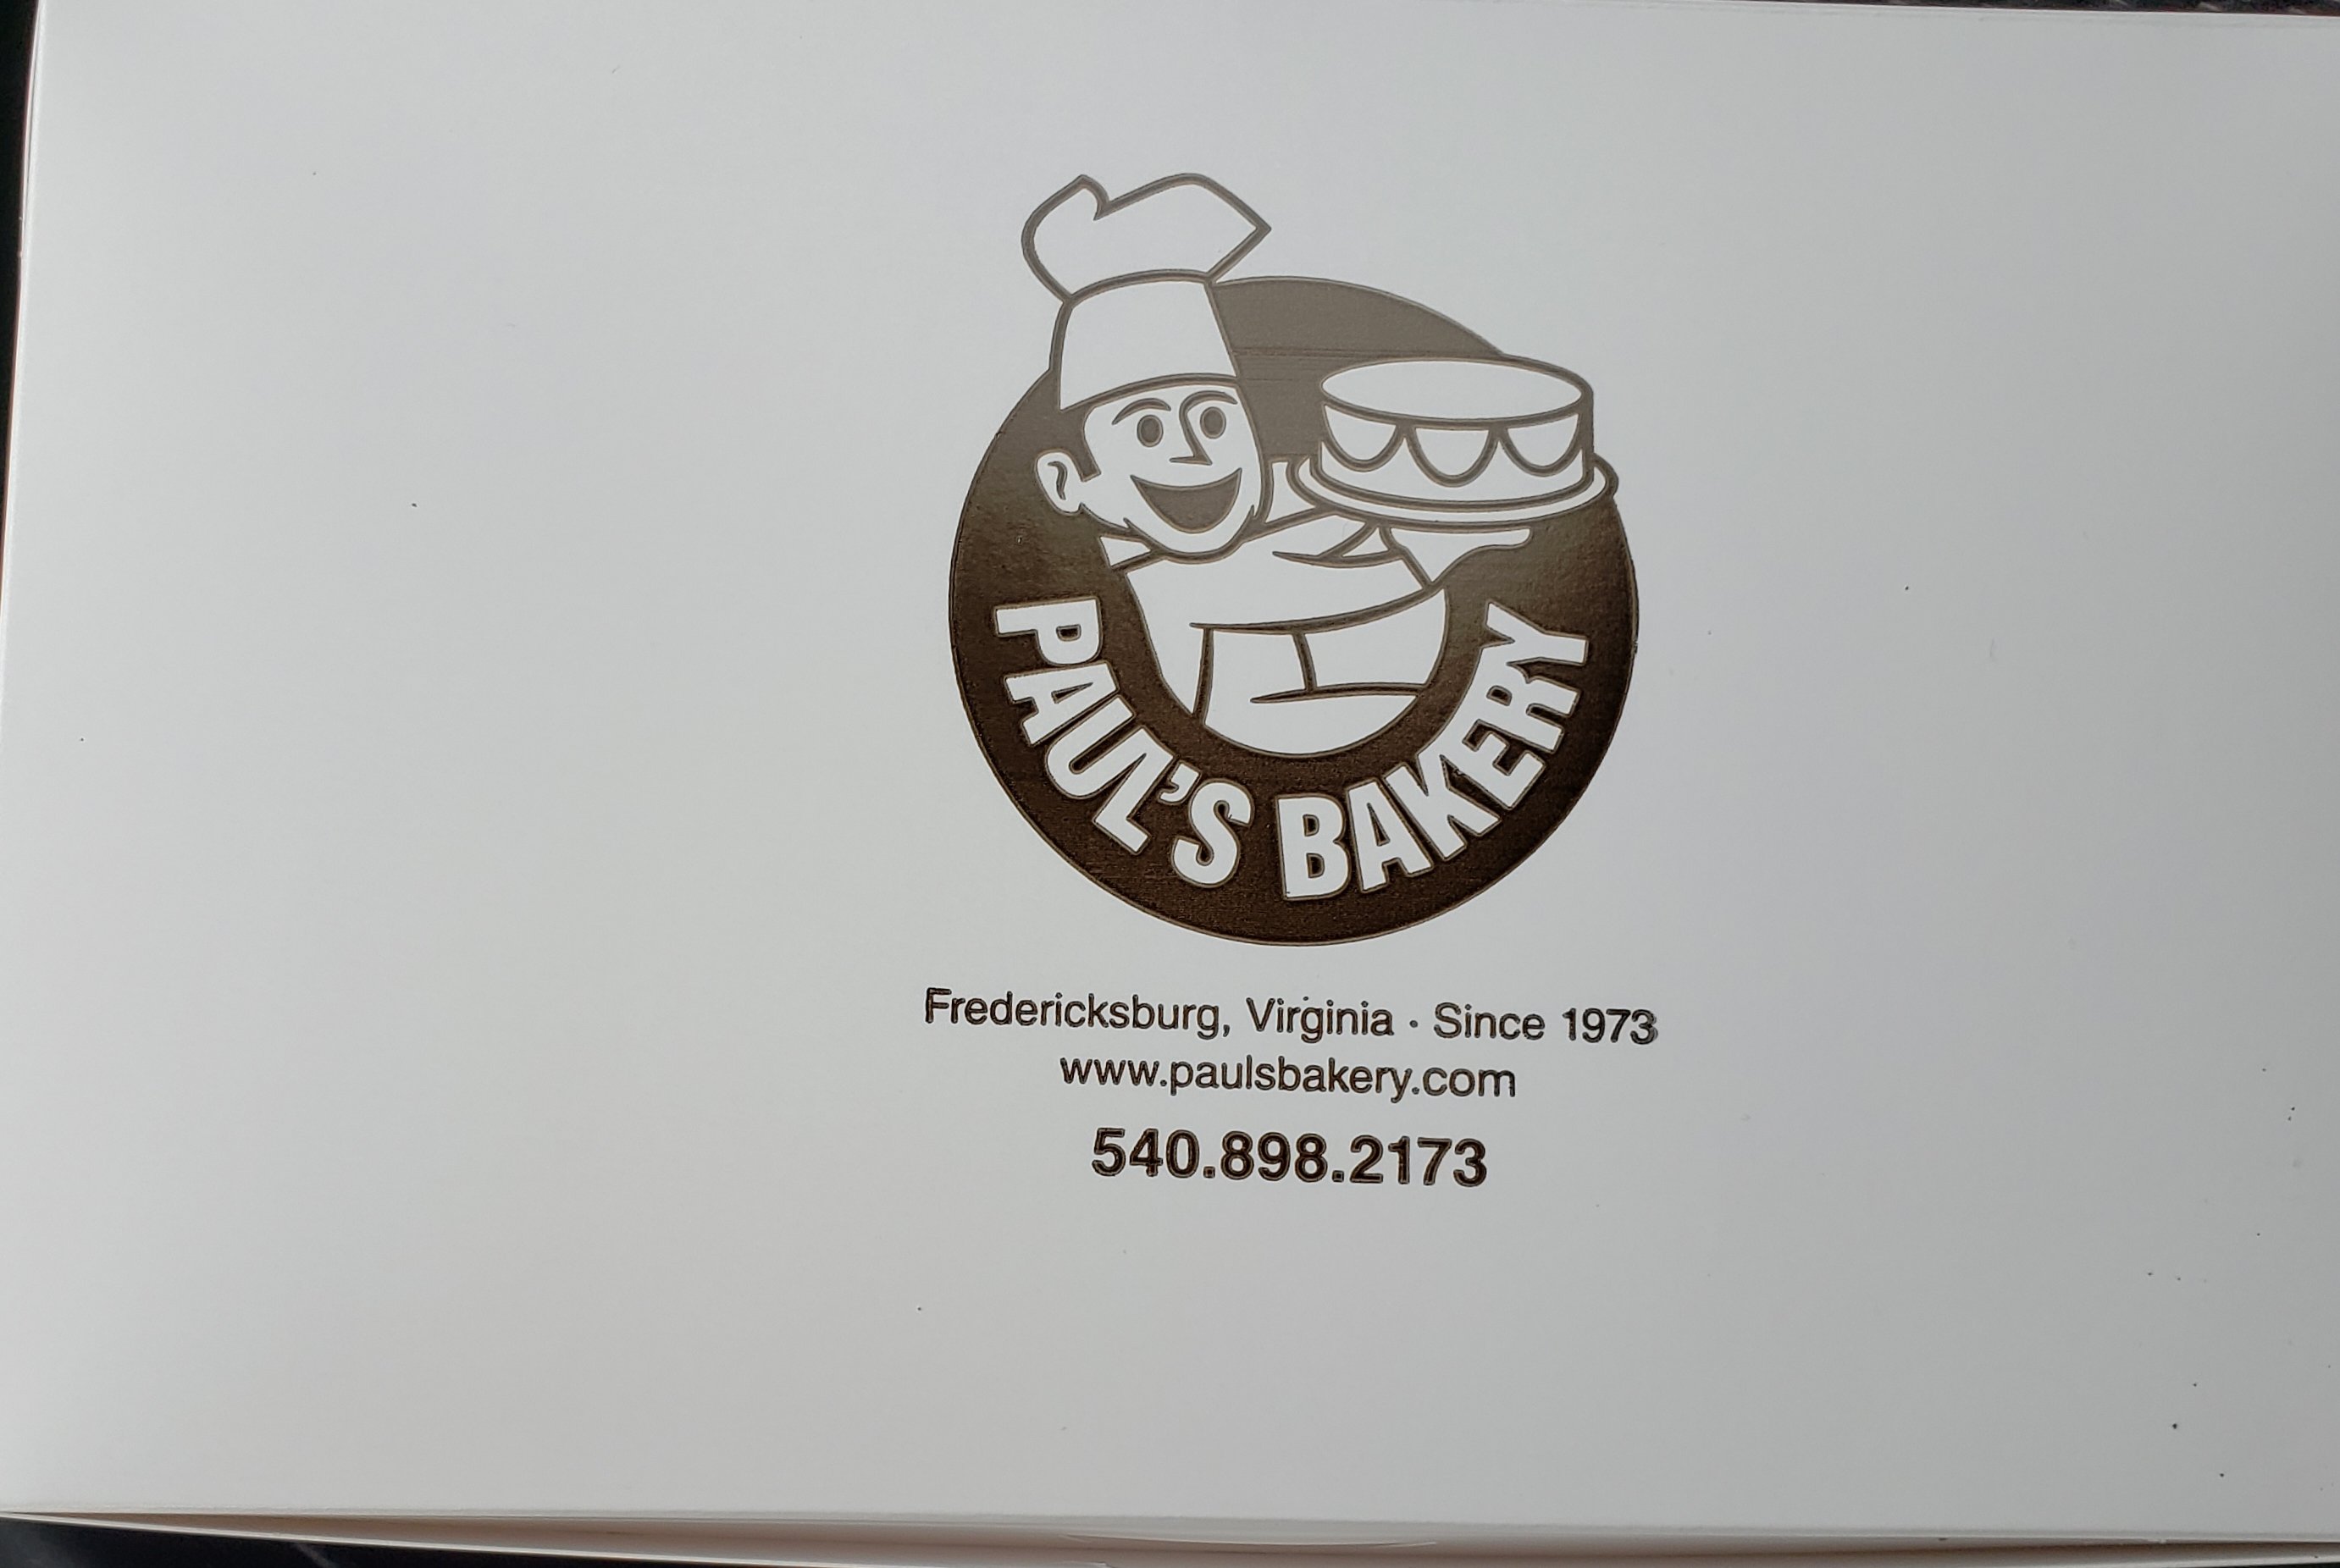 PAUL'S BAKERY
Fredericksburg, Virginia · Since 1973
www.paulsbakery.com
540.898.2173